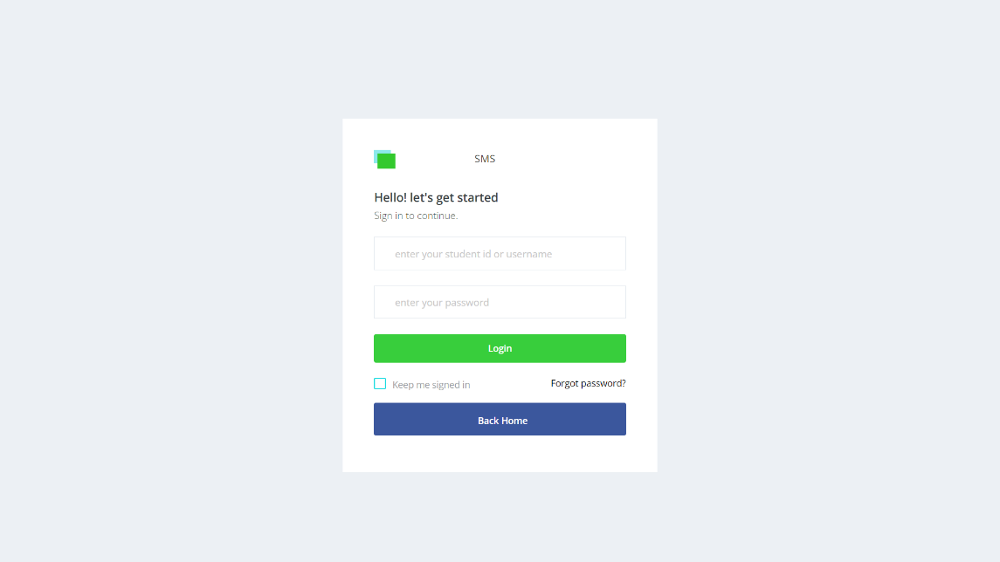 SMS
Hello! let's get started
Sign in to continue.
enter your student id or username
enter your password
Login
Keep me signed in
Forgot password?
Back Home